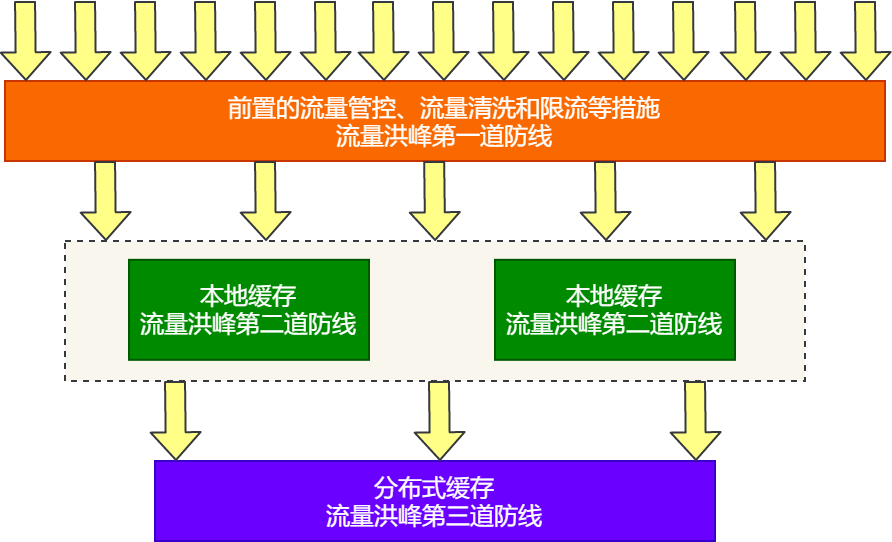 前置的流量管控、流量清洗和限流等措施
流量洪峰第一道防线
本地缓存
流量洪峰第二道防线
本地缓存
流量洪峰第二道防线
分布式缓存
流量洪峰第三道防线